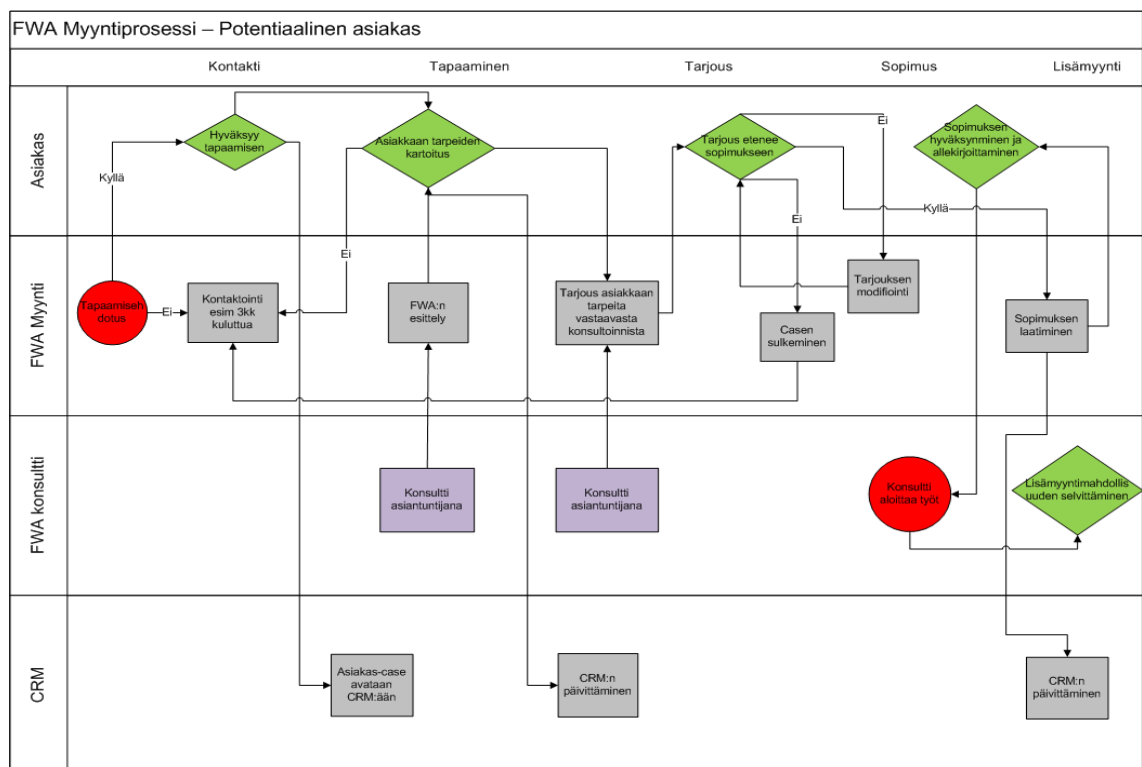 FWA Myyntiprosessi – Potentiaalinen asiakas
Kontakti
Tapaaminen
Tarjous
Sopimus
Lisämyynti
Asiakas
Hyväksyy
tapaamisen
Asiakkaan tarpeiden
kartoitus
Tarjous etenee
sopimukseen
Ei
Sopimuksen
hyväksynminen ja
allekirjoittaminen
Kyllä
Ei
Kyllä
Ei
FWA Myynti
Tapaamiseh
dotus
Ei
Kontaktointi
esim 3kk
kuluttua
FWA:n
esittely
Tarjous asiakkaan
tarpeita
vastaavasta
konsultoinnista
Tarjouksen
modifiointi
Casen
sulkeminen
Sopimuksen
laatiminen
FWA konsultti
Konsultti
asiantuntijana
Konsultti
asiantuntijana
Konsultti
aloittaa työt
Lisämyyntimahdollis
uuden selvittäminen
CRM
Asiakas-case
avataan
CRM:ään
CRM:n
päivittäminen
CRM:n
päivittäminen